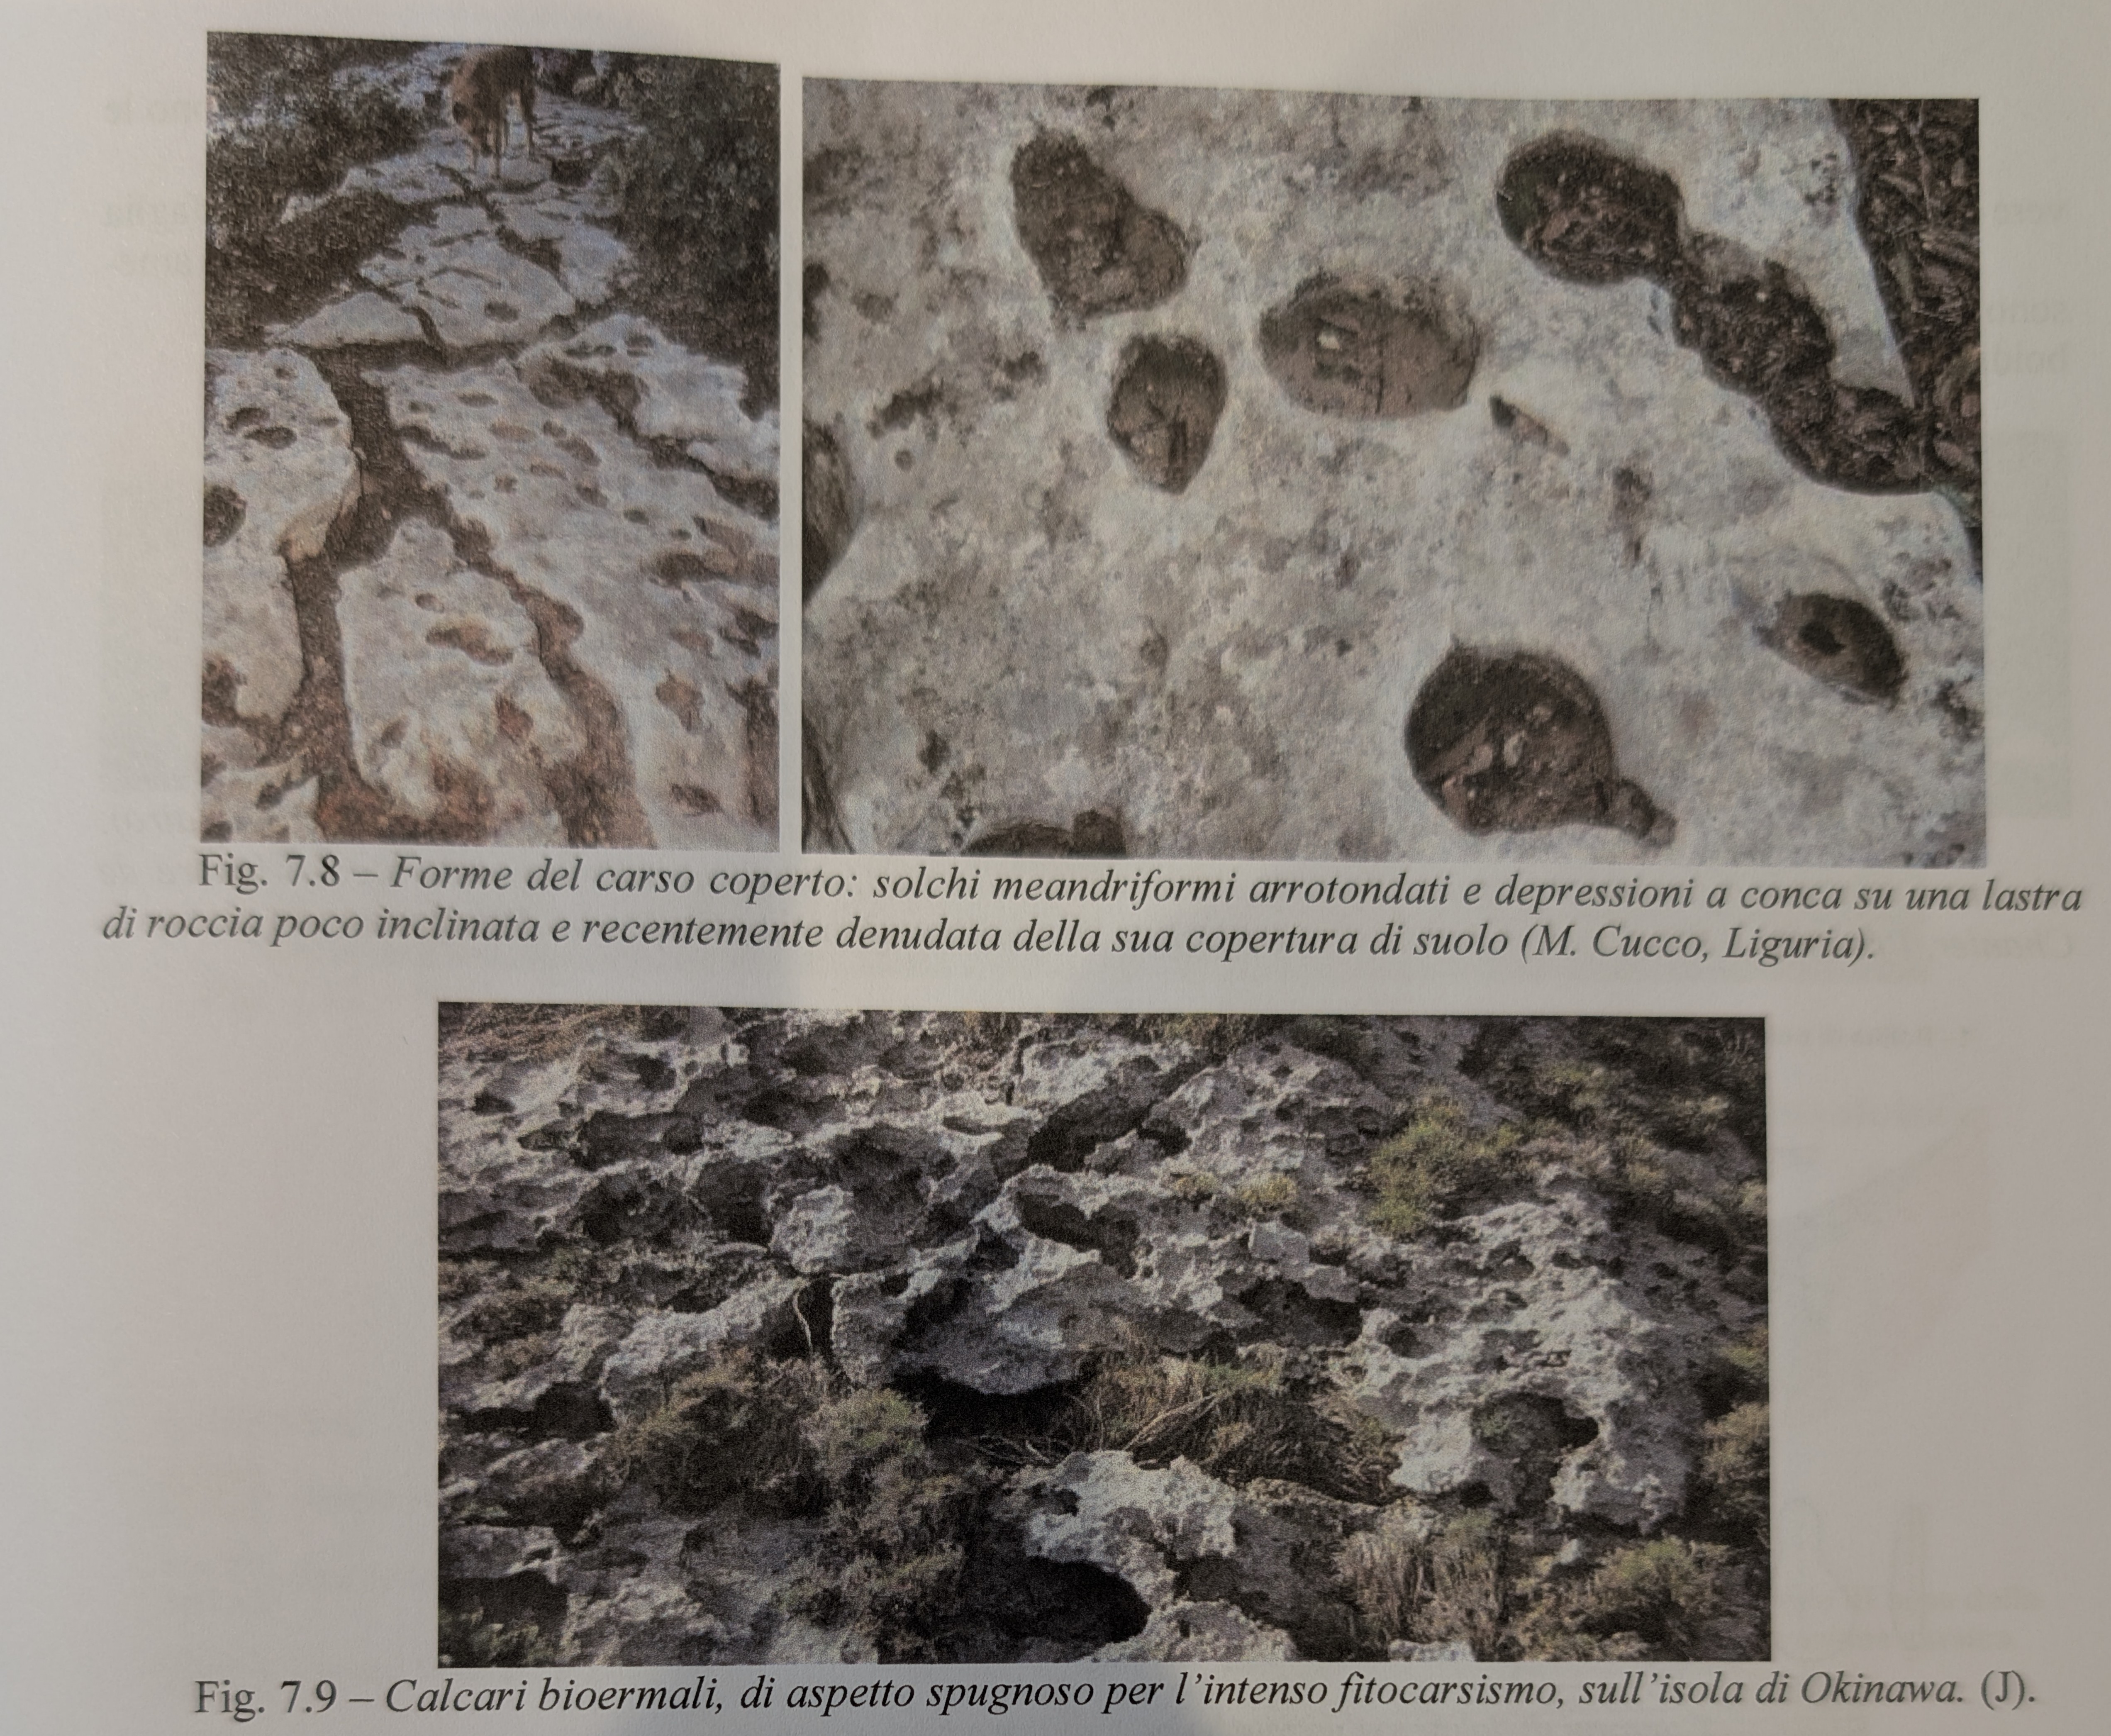 Fig. 7.8 – Forme del carso coperto: solchi meandriformi arrotondati e depressioni a conca su una lastra
di roccia poco inclinata e recentemente denudata della sua copertura di suolo (M. Cucco, Liguria).
Fig. 7.9 – Calcari bioermali, di aspetto spugnoso per l'intenso fitocarsismo, sull'isola di Okinawa. (J).